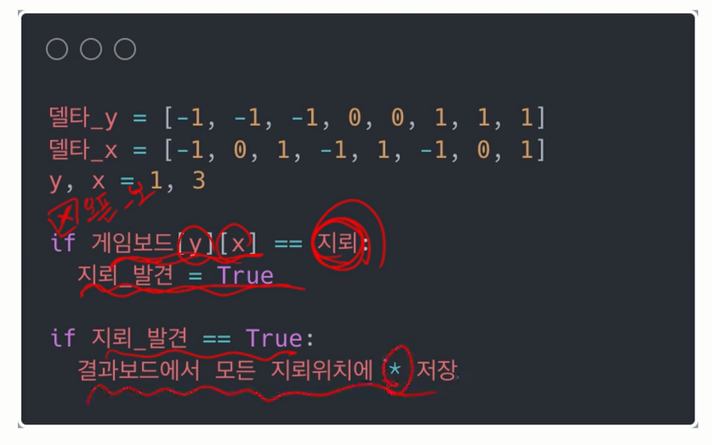 델타_y = [-1, -1, -1, 0, 0, 1, 1, 1]
델타_x = [-1, 0, 1, -1, 1, -1, 0, 1]
y, x = 1, 3
if 게임보드[y][x] == 지뢰:
지뢰_발견 = True
if 지뢰_발견 == True:
결과보드에서 모든 지뢰위치에 * 저장